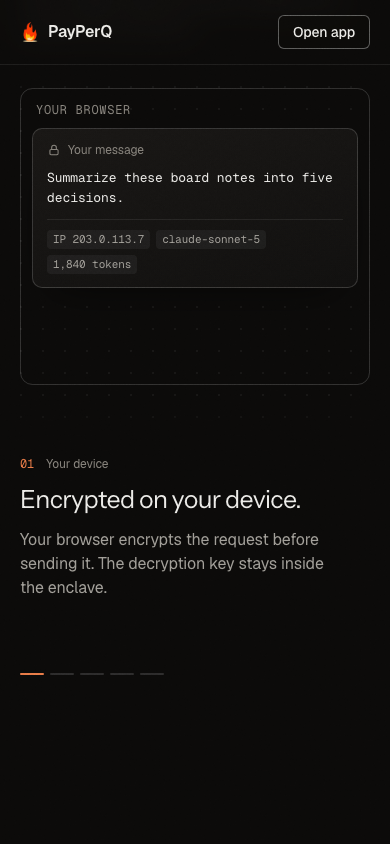 PayPerQ
Open app
YOUR BROWSER
Your message
Summarize these board notes into five
decisions.
IP 203.0.113.7
claude-sonnet-5
1,840 tokens
01 Your device
Encrypted on your device.
Your browser encrypts the request before
sending it. The decryption key stays inside
the enclave.